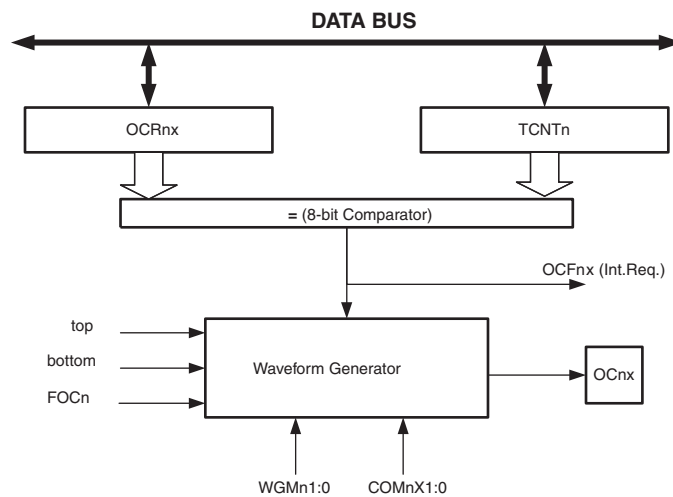 DATA BUS
OCRnx
TCNTn
= (8-bit Comparator)
OCFnx (Int.Req.)
top
bottom
FOCn
Waveform Generator
OCnx
WGMn1:0
COMnX1:0